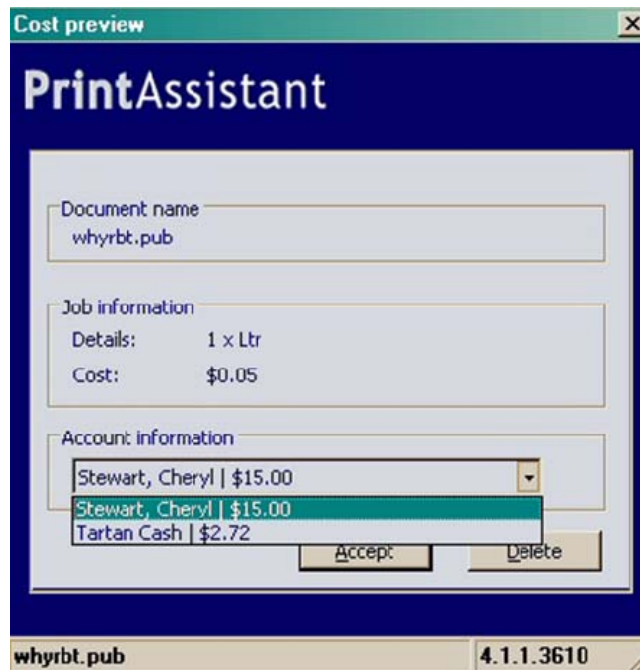 Cost preview
PrintAssistant
Document name
whyrbt.pub
Job information
Details: 1 x Ltr
Cost: $0.05
Account information
Stewart, Cheryl | $15.00
Stewart, Cheryl | $15.00
Tartan Cash | $2.72
Accept Delete
whyrbt.pub 4.1.1.3610